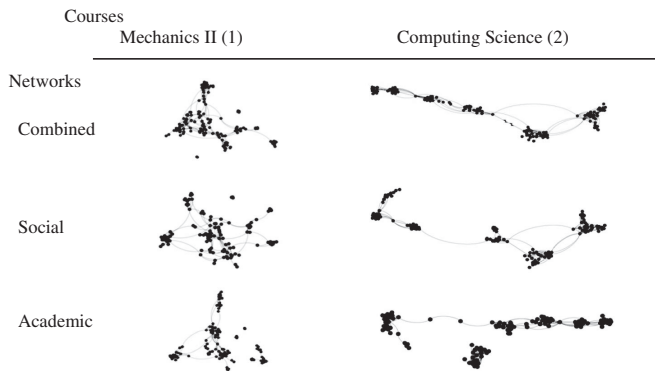 Courses
Mechanics II (1) Computing Science (2)
Networks
Combined
Social
Academic